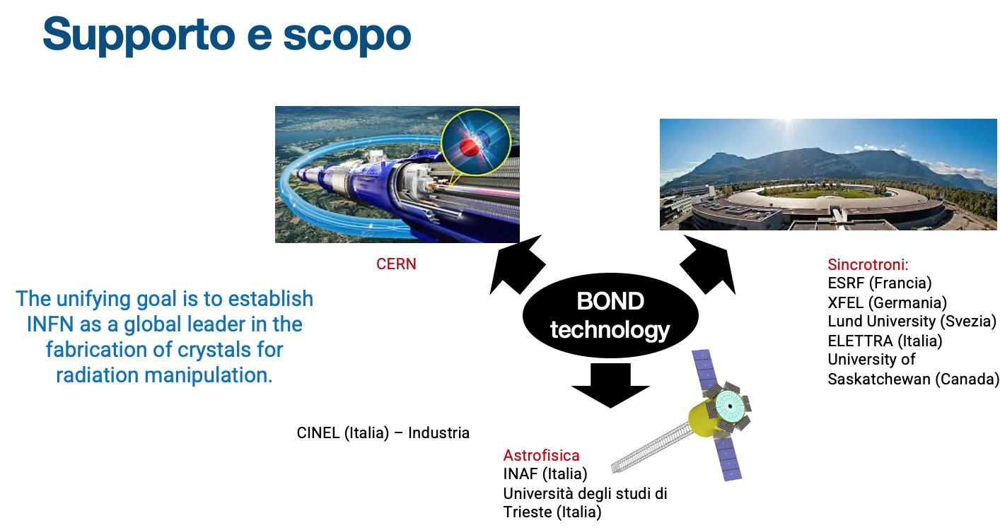 Supporto e scopo
CERN
The unifying goal is to establish
INFN as a global leader in the
fabrication of crystals for
radiation manipulation.
BOND
technology
Sincrotroni:
ESRF (Francia)
XFEL (Germania)
Lund University (Svezia)
ELETTRA (Italia)
University of
Saskatchewan (Canada)
CINEL (Italia) – Industria
Astrofisica
INAF (Italia)
Università degli studi di
Trieste (Italia)